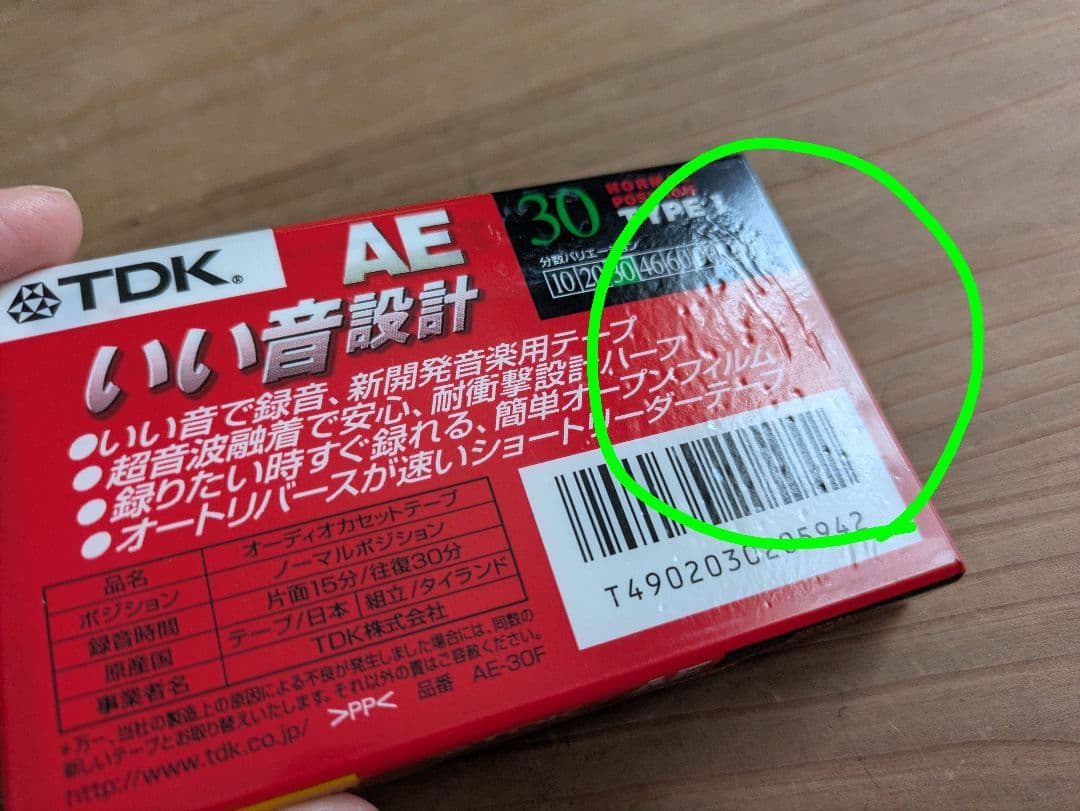 TDK®
AE
30
NORMAL
POSITION
TYPE I
分数バリエーション
10 20 30 46 60
いい音設計
●いい音で録音、新開発音楽用テープ
●超音波融着で安心、耐衝撃設計ハーフ
●録りたい時すぐ録れる、簡単オープンフィルム
●オートリバースが速いショートリーダーテープ
品名 オーディオカセットテープ
ポジション ノーマルポジション
録音時間 片面15分/往復30分
原産国 テープ/日本 組立/タイランド
事業者名 TDK株式会社
*万一、当社の製造上の原因による不良が発生しました場合には、同数の
新しいテープとお取り替えいたします。それ以外の責はご容赦ください。
http://www.tdk.co.jp/
>PP<
品番 AE-30F
T4902030205942